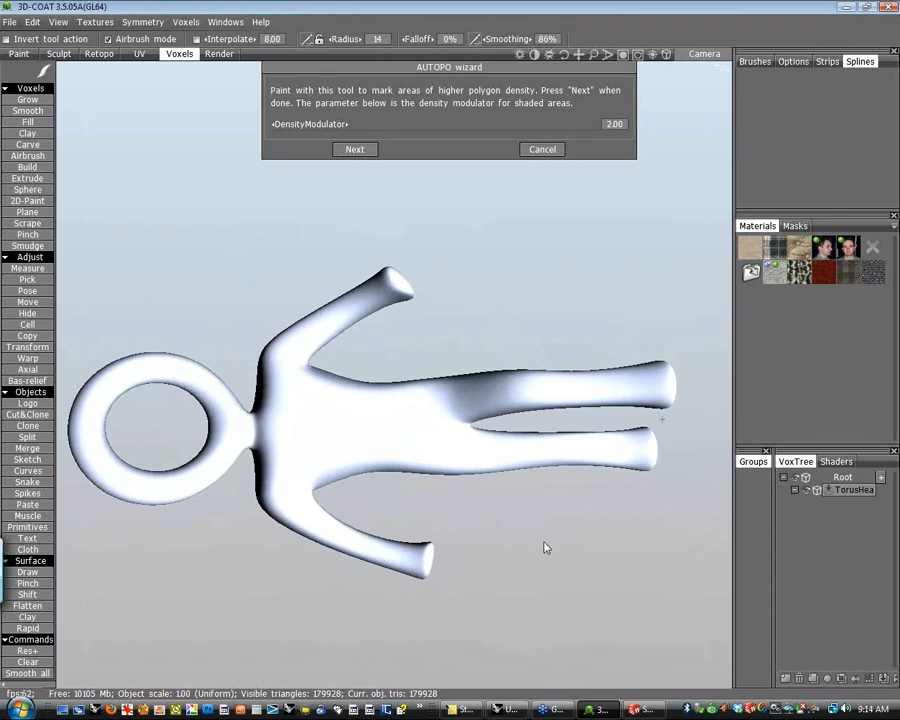 3D-COAT 3.5.05A(GL64)
File Edit View Textures Symmetry Voxels Windows Help
Invert tool action Airbrush mode Interpolate 8.00 Radius 14 Falloff 0% Smoothing 86%
Paint Sculpt Retopo UV Voxels Render Camera
AUTOPO wizard
Paint with this tool to mark areas of higher polygon density. Press "Next" when
done. The parameter below is the density modulator for shaded areas.
DensityModulator 2.00
Next Cancel
Voxels
Grow
Smooth
Fill
Clay
Carve
Airbrush
Build
Extrude
Sphere
2D-Paint
Plane
Scrape
Pinch
Smudge
Adjust
Measure
Pick
Pose
Move
Hide
Cell
Copy
Transform
Warp
Axial
Bas-relief
Objects
Logo
Cut&Clone
Clone
Split
Merge
Sketch
Curves
Snake
Spikes
Paste
Muscle
Primitives
Text
Cloth
Surface
Draw
Pinch
Shift
Flatten
Clay
Rapid
Commands
Res+
Clear
Smooth all
Brushes Options Strips Splines
Materials Masks
Groups VoxTree Shaders
Root +
TorusHea
fps:62; Free: 10105 Mb; Object scale: 1.00 (Uniform); Visible triangles: 179928; Curr. obj. tris: 179928
St... U... G... 3... S... 9:14 AM